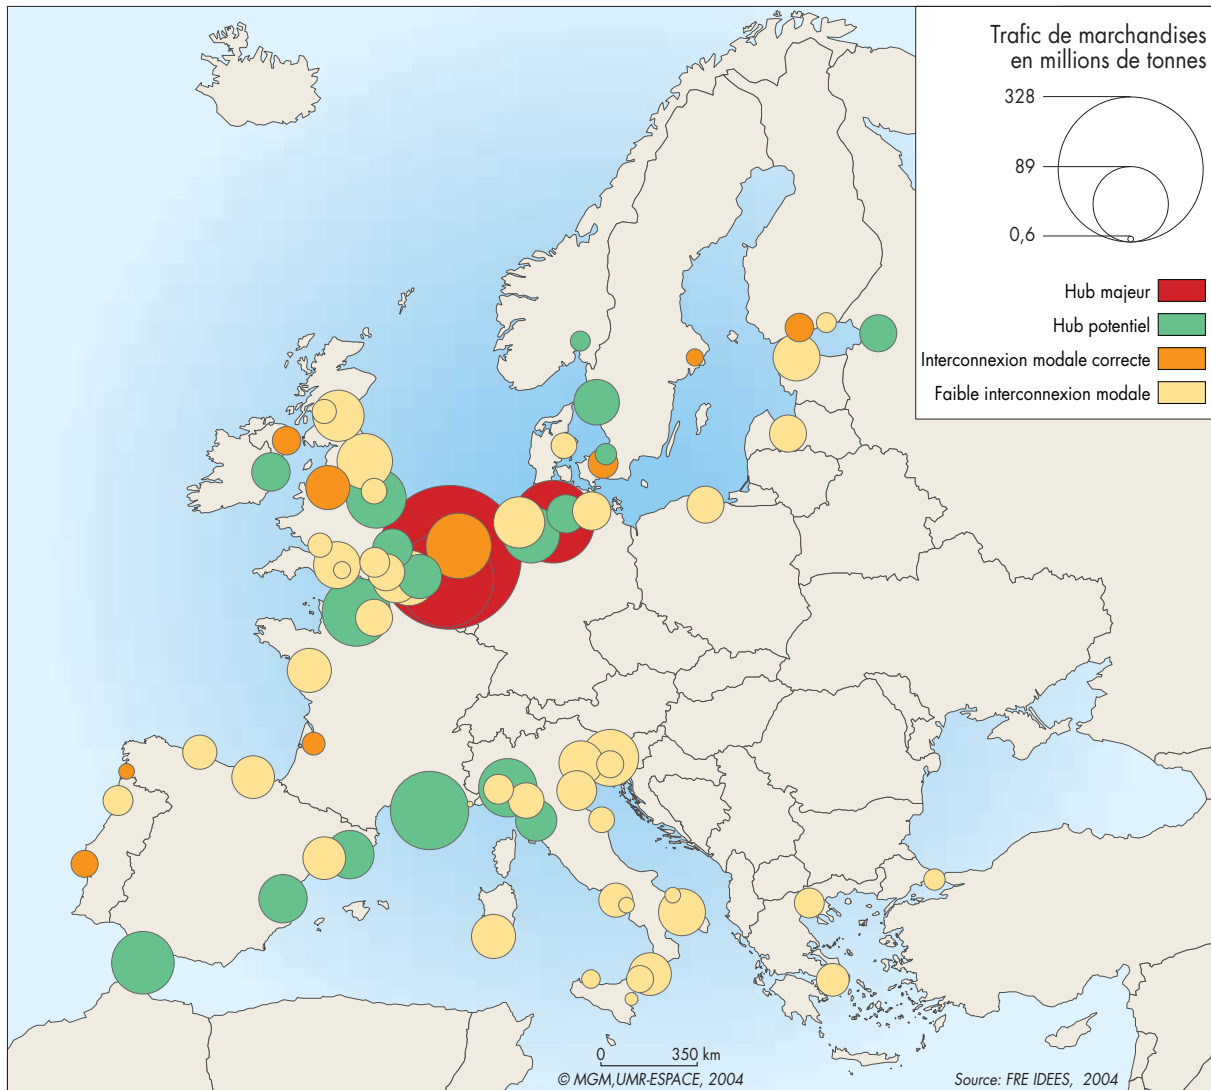 Trafic de marchandises
en millions de tonnes
328
89
0,6
Hub majeur
Hub potentiel
Interconnexion modale correcte
Faible interconnexion modale
0 350 km
© MGM,UMR-ESPACE, 2004
Source: FRE IDEES, 2004